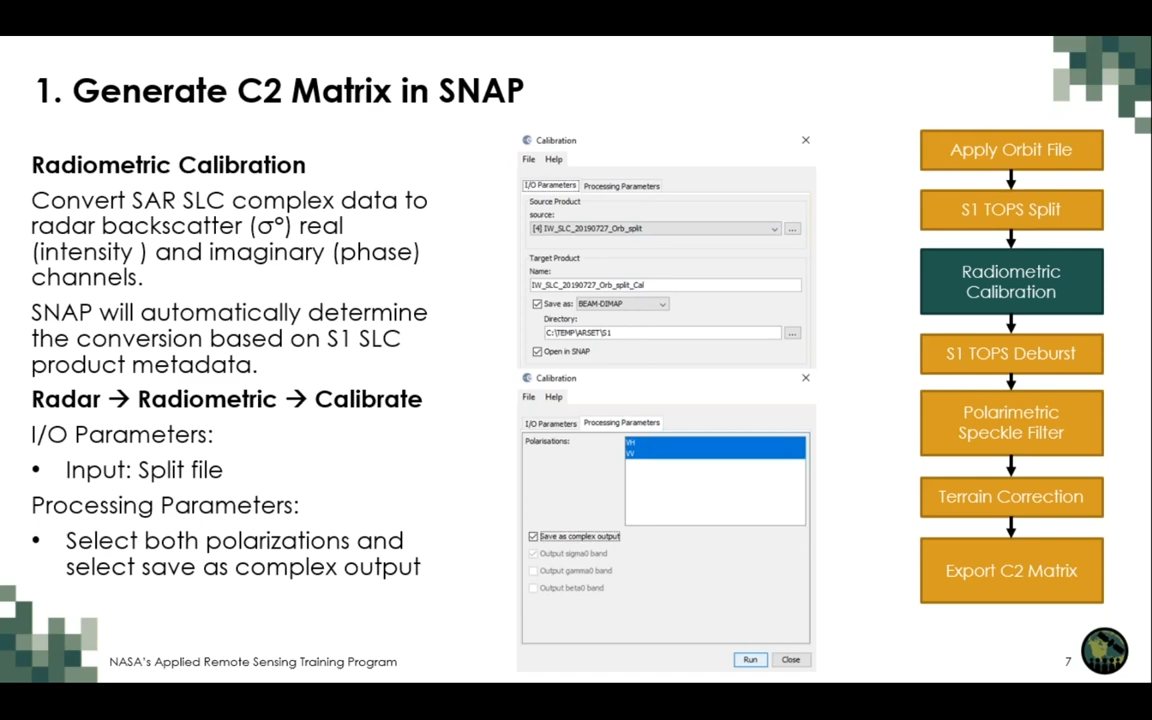 1. Generate C2 Matrix in SNAP
Radiometric Calibration
Convert SAR SLC complex data to
radar backscatter (σ°) real
(intensity ) and imaginary (phase)
channels.
SNAP will automatically determine
the conversion based on S1 SLC
product metadata.
Radar → Radiometric → Calibrate
I/O Parameters:
• Input: Split file
Processing Parameters:
• Select both polarizations and
select save as complex output
Calibration
File Help
I/O Parameters Processing Parameters
Source Product
source:
[4] IW_SLC_20190727_Orb_split
...
Target Product
Name:
IW_SLC_20190727_Orb_split_Cal
Save as: BEAM-DIMAP
Directory:
C:\TEMP\ARSET\S1
...
Open in SNAP
Calibration
File Help
I/O Parameters Processing Parameters
Polarisations:
VH
VV
Save as complex output
Output sigma0 band
Output gamma0 band
Output beta0 band
Run Close
Apply Orbit File
S1 TOPS Split
Radiometric
Calibration
S1 TOPS Deburst
Polarimetric
Speckle Filter
Terrain Correction
Export C2 Matrix
NASA's Applied Remote Sensing Training Program
7